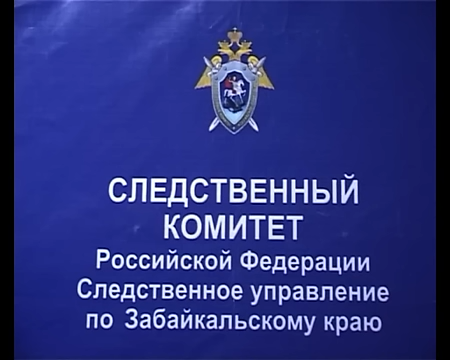 СЛЕДСТВЕННЫЙ
КОМИТЕТ
Российской Федерации
Следственное управление
по Забайкальскому краю